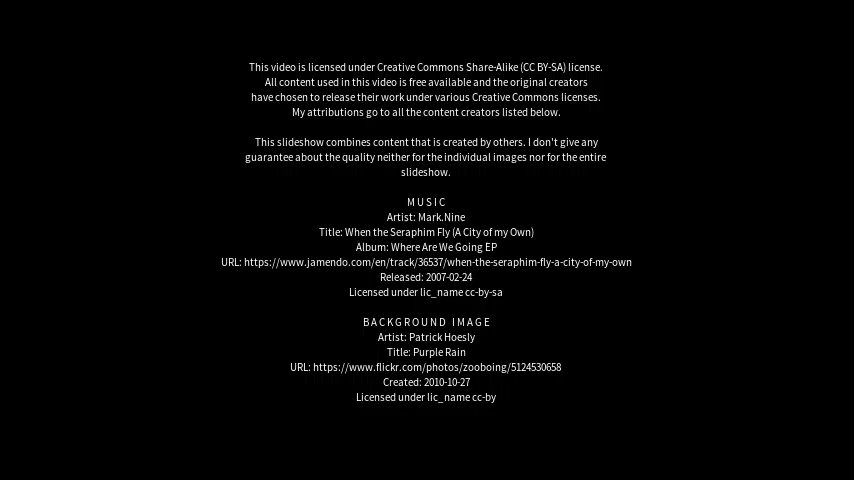 This video is licensed under Creative Commons Share-Alike (CC BY-SA) license.
All content used in this video is free available and the original creators
have chosen to release their work under various Creative Commons licenses.
My attributions go to all the content creators listed below.
This slideshow combines content that is created by others. I don't give any
guarantee about the quality neither for the individual images nor for the entire
slideshow.
MUSIC
Artist: Mark.Nine
Title: When the Seraphim Fly (A City of my Own)
Album: Where Are We Going EP
URL: https://www.jamendo.com/en/track/36537/when-the-seraphim-fly-a-city-of-my-own
Released: 2007-02-24
Licensed under lic_name cc-by-sa
BACKGROUND IMAGE
Artist: Patrick Hoesly
Title: Purple Rain
URL: https://www.flickr.com/photos/zooboing/5124530658
Created: 2010-10-27
Licensed under lic_name cc-by